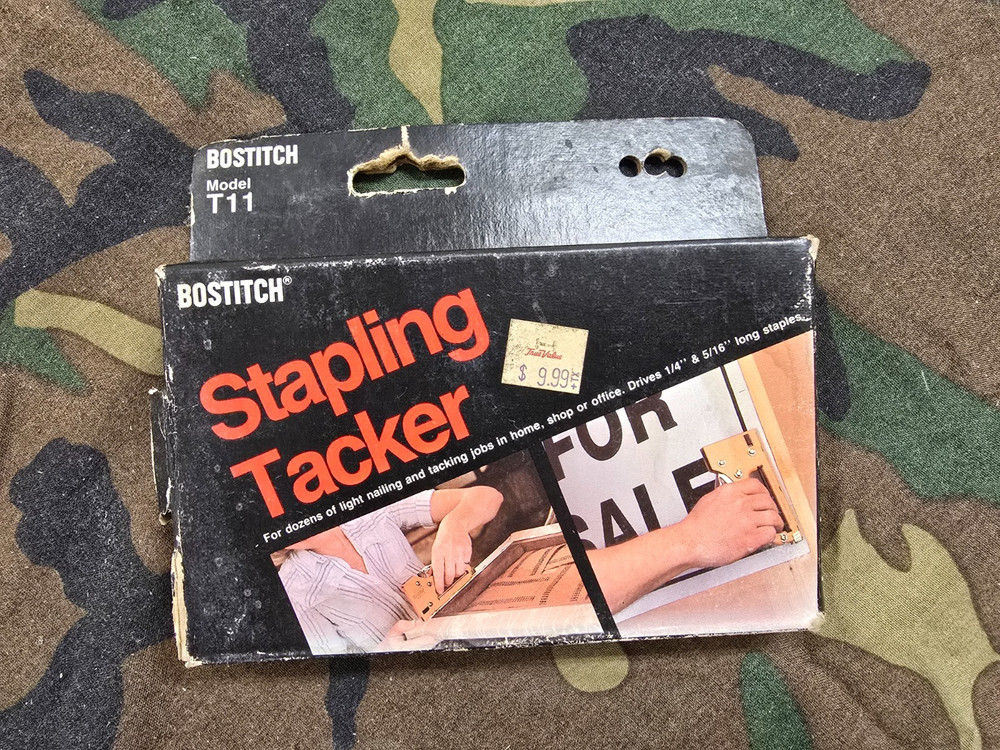 BOSTITCH
Model
T11
BOSTITCH®
Stapling
Tacker
True Value
$ 9.99 +TX
For dozens of light nailing and tacking jobs in home, shop or office. Drives 1/4'' & 5/16'' long staples.
FOR
SALE